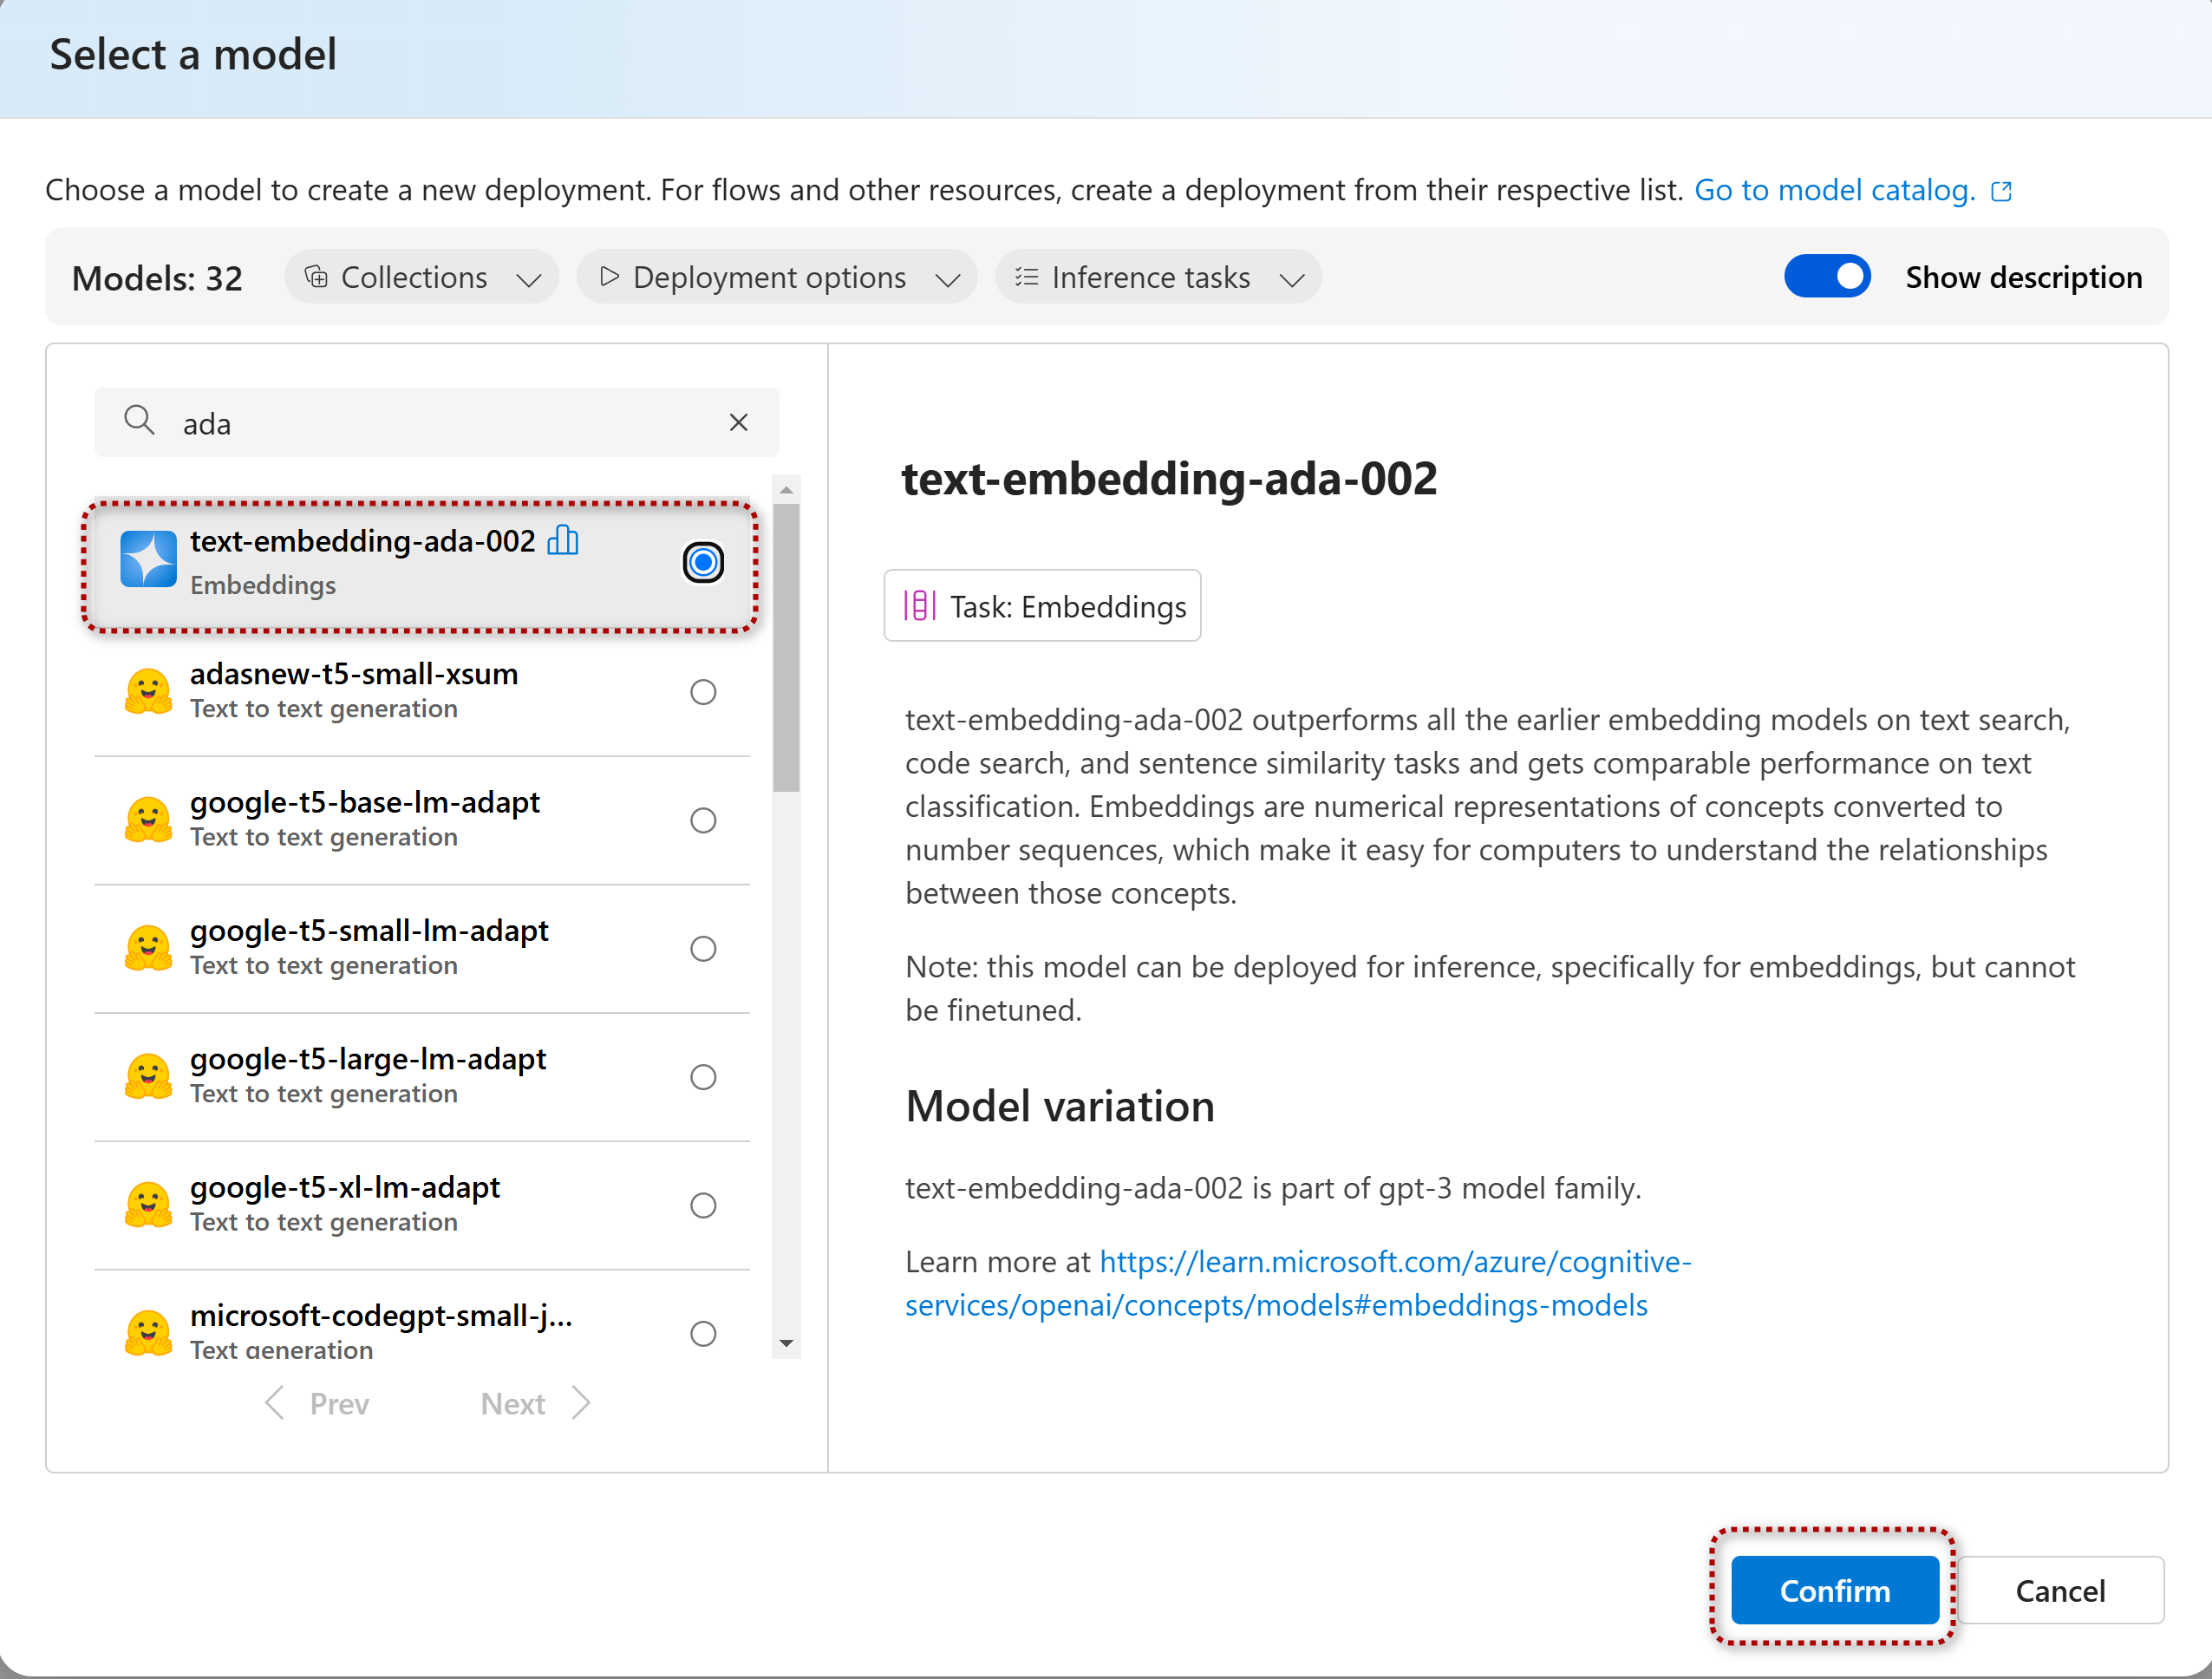 Select a model
Choose a model to create a new deployment. For flows and other resources, create a deployment from their respective list. Go to model catalog.
Models: 32
Collections
Deployment options
Inference tasks
Show description
ada
text-embedding-ada-002
Embeddings
adasnew-t5-small-xsum
Text to text generation
google-t5-base-lm-adapt
Text to text generation
google-t5-small-lm-adapt
Text to text generation
google-t5-large-lm-adapt
Text to text generation
google-t5-xl-lm-adapt
Text to text generation
microsoft-codegpt-small-j...
Text generation
Prev
Next
text-embedding-ada-002
Task: Embeddings
text-embedding-ada-002 outperforms all the earlier embedding models on text search,
code search, and sentence similarity tasks and gets comparable performance on text
classification. Embeddings are numerical representations of concepts converted to
number sequences, which make it easy for computers to understand the relationships
between those concepts.
Note: this model can be deployed for inference, specifically for embeddings, but cannot
be finetuned.
Model variation
text-embedding-ada-002 is part of gpt-3 model family.
Learn more at https://learn.microsoft.com/azure/cognitive-
services/openai/concepts/models#embeddings-models
Confirm
Cancel